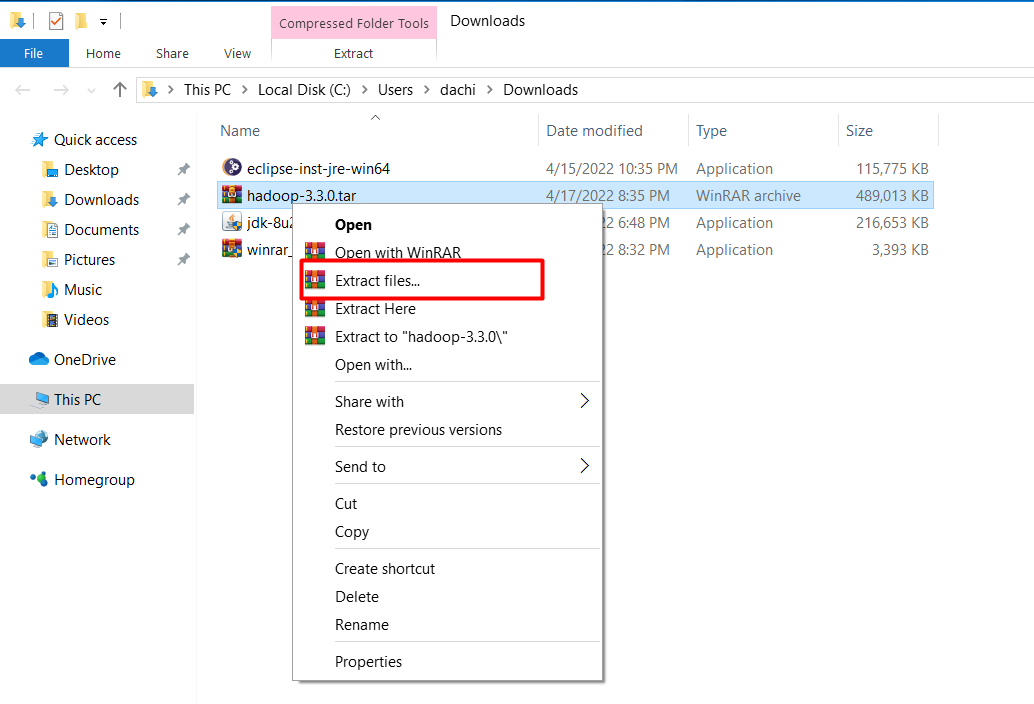 Compressed Folder Tools Downloads
File Home Share View Extract
This PC Local Disk (C:) Users dachi Downloads
Name Date modified Type Size
Quick access
Desktop
Downloads
Documents
Pictures
Music
Videos
OneDrive
This PC
Network
Homegroup
eclipse-inst-jre-win64 4/15/2022 10:35 PM Application 115,775 KB
hadoop-3.3.0.tar 4/17/2022 8:35 PM WinRAR archive 489,013 KB
jdk-8u2 22 6:48 PM Application 216,653 KB
winrar_ 22 8:32 PM Application 3,393 KB
Open
Open with WinRAR
Extract files...
Extract Here
Extract to "hadoop-3.3.0\"
Open with...
Share with
Restore previous versions
Send to
Cut
Copy
Create shortcut
Delete
Rename
Properties